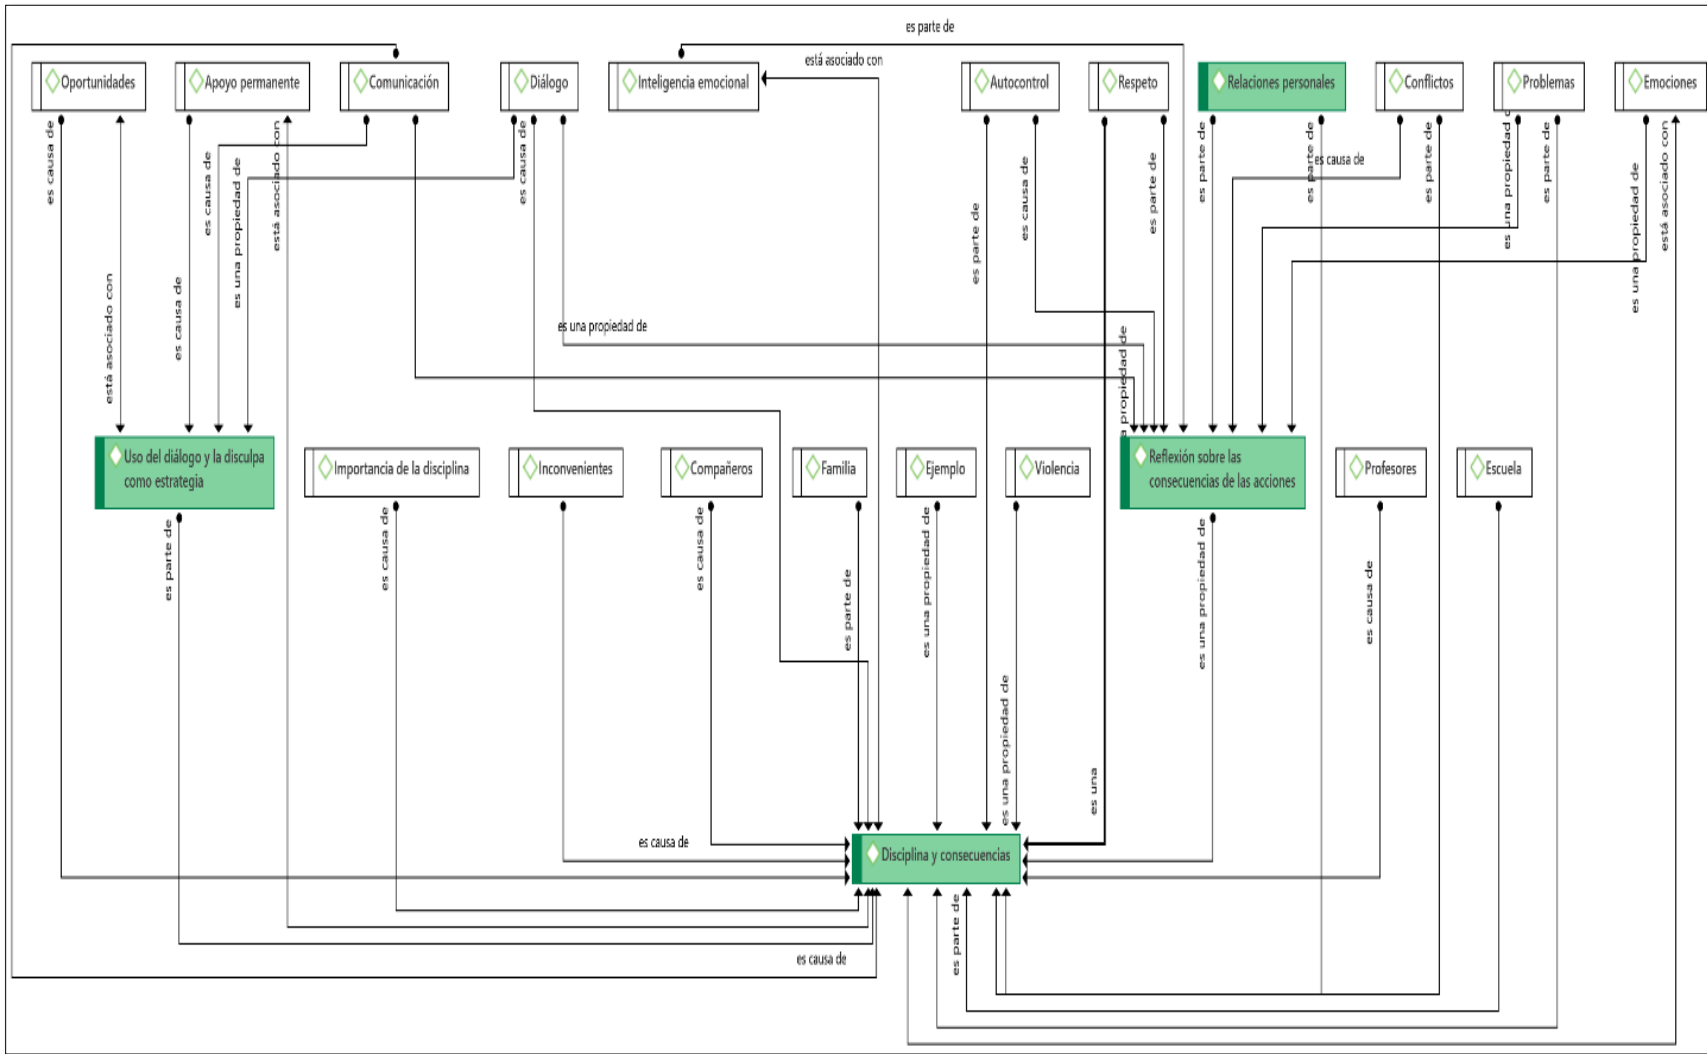 es parte de
está asociado con
Oportunidades
Apoyo permanente
Comunicación
Diálogo
Inteligencia emocional
Autocontrol
Respeto
Relaciones personales
Conflictos
Problemas
Emociones
es causa de
es causa de
es una propiedad de
está asociado con
es causa de
es parte de
es causa de
es parte de
es parte de
es parte de
es causa de
es parte de
es una propiedad de
es parte de
es una propiedad de
está asociado con
está asociado con
es causa de
es una propiedad de
propiedad de
Uso del diálogo y la disculpa
como estrategia
Importancia de la disciplina
Inconvenientes
Compañeros
Familia
Ejemplo
Violencia
Reflexión sobre las
consecuencias de las acciones
Profesores
Escuela
es parte de
es causa de
es causa de
es parte de
es una propiedad de
es una propiedad de
es una
es una propiedad de
es causa de
es causa de
Disciplina y consecuencias
es parte de
es causa de